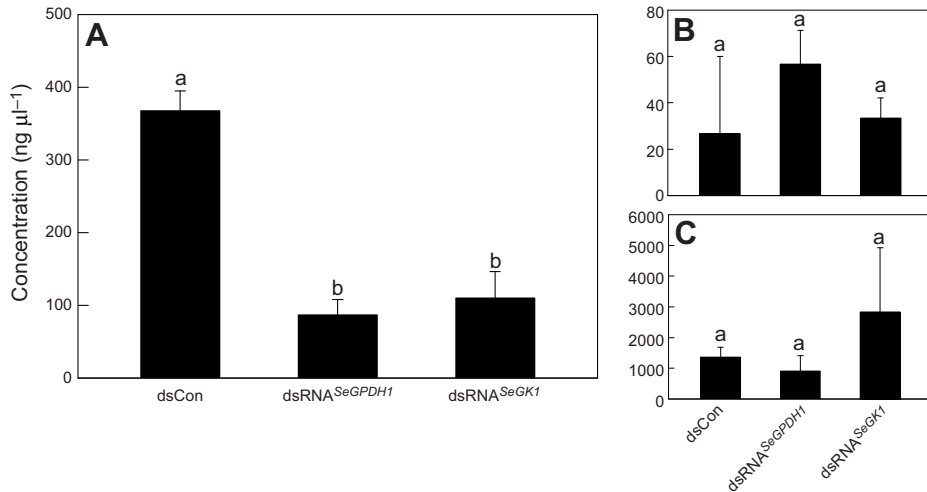 A
Concentration (ng μl⁻¹)
500
400
300
200
100
0
a
b
b
dsCon
dsRNA^SeGPDH1
dsRNA^SeGK1
B
80
60
40
20
0
a
a
a
C
6000
5000
4000
3000
2000
1000
0
a
a
a
dsCon
dsRNA^SeGPDH1
dsRNA^SeGK1